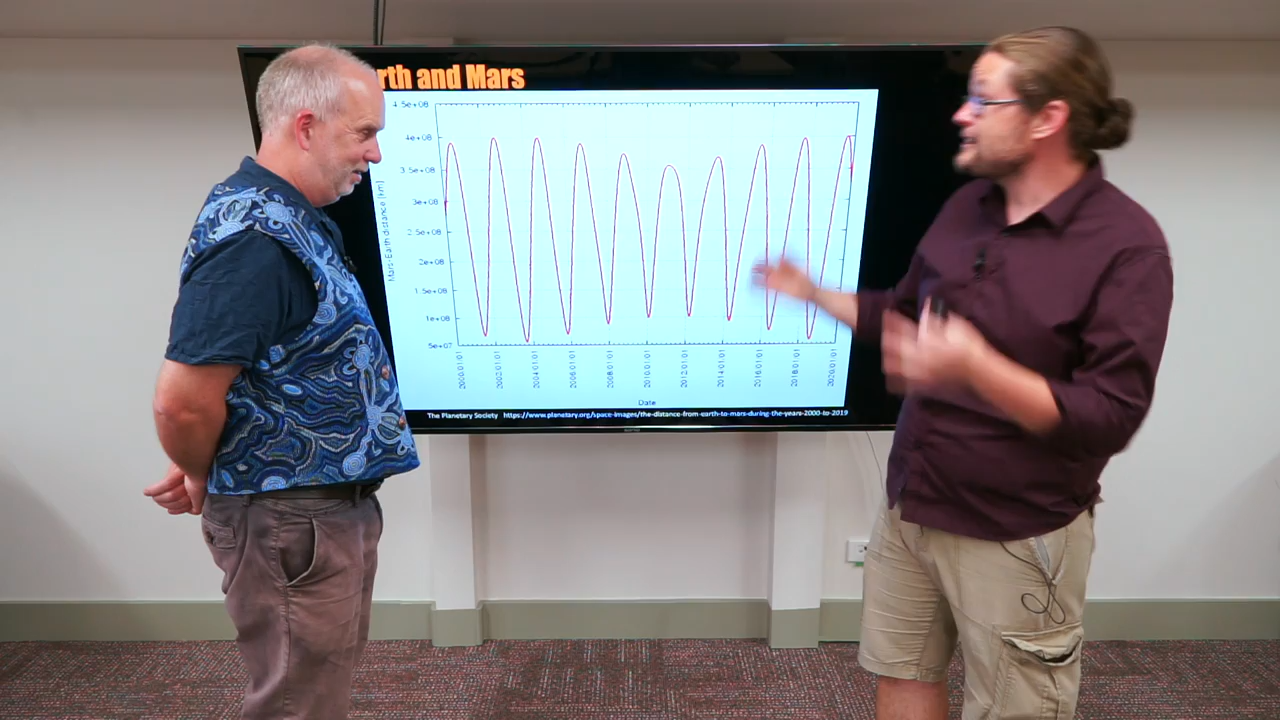 rth and Mars
4.5e+08
4e+08
3.5e+08
3e+08
2.5e+08
2e+08
1.5e+08
1e+08
5e+07
Mars-Earth distance [km]
2000/01/01
2002/01/01
2004/01/01
2006/01/01
2008/01/01
2010/01/01
2012/01/01
2014/01/01
2016/01/01
2018/01/01
2020/01/01
Date
The Planetary Society https://www.planetary.org/space-images/the-distance-from-earth-to-mars-during-the-years-2000-to-2019